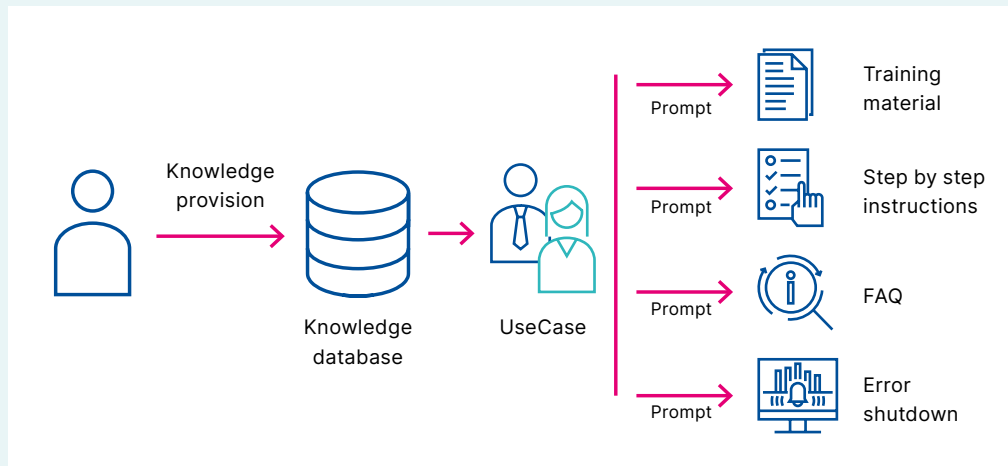 Knowledge
provision
Knowledge
database
UseCase
Prompt
Training
material
Prompt
Step by step
instructions
Prompt
FAQ
Prompt
Error
shutdown